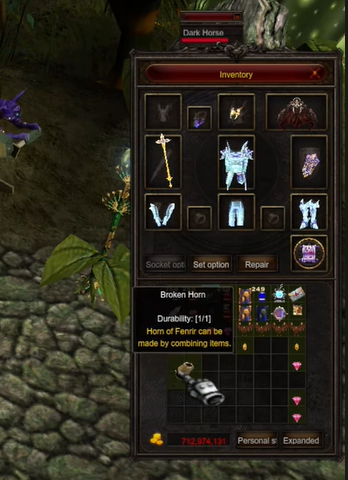 Dark Horse
Inventory
Socket opti
Set option
Repair
Broken Horn
Durability: [1/1]
Horn of Fenrir can be
made by combining items.
249
712,974,131
Personal st
Expanded